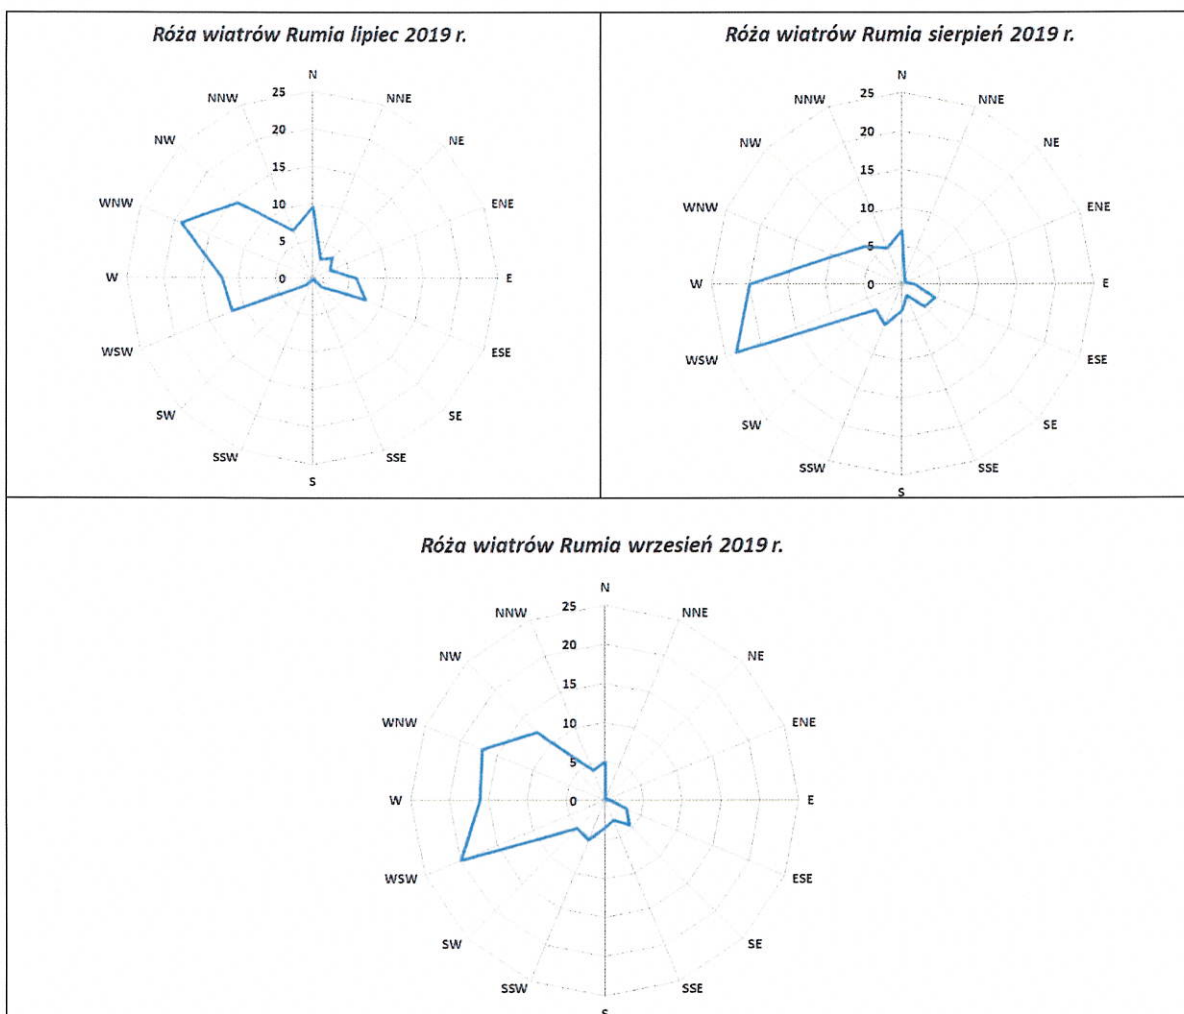 Róża wiatrów Rumia lipiec 2019 r.
N
NNE
NE
ENE
E
ESE
SE
SSE
S
SSW
SW
WSW
W
WNW
NW
NNW
25
20
15
10
5
0
Róża wiatrów Rumia sierpień 2019 r.
N
NNE
NE
ENE
E
ESE
SE
SSE
S
SSW
SW
WSW
W
WNW
NW
NNW
25
20
15
10
5
0
Róża wiatrów Rumia wrzesień 2019 r.
N
NNE
NE
ENE
E
ESE
SE
SSE
S
SSW
SW
WSW
W
WNW
NW
NNW
25
20
15
10
5
0